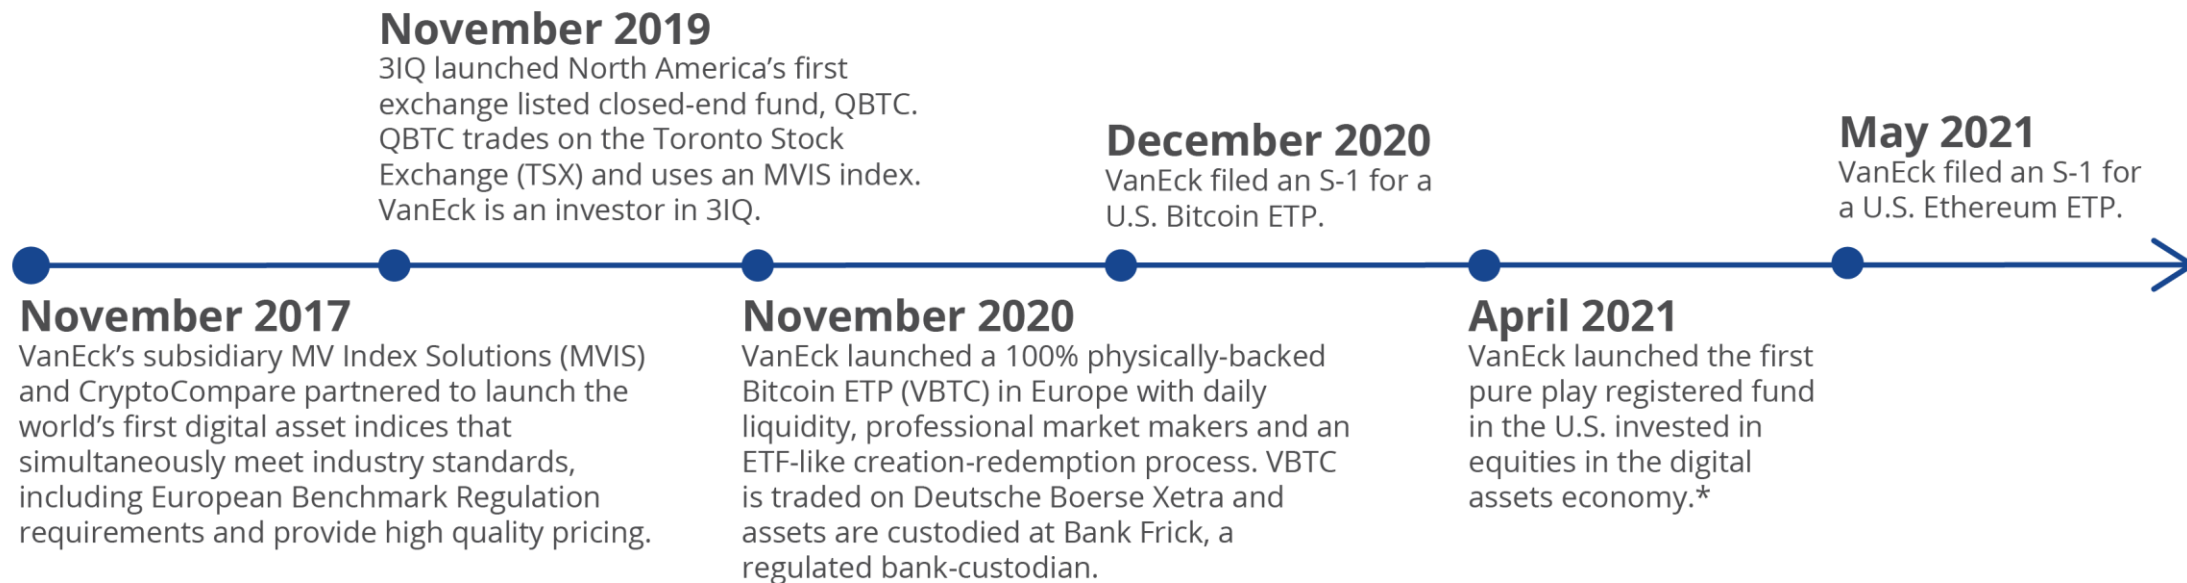 November 2019
3IQ launched North America’s first
exchange listed closed-end fund, QBTC.
QBTC trades on the Toronto Stock
Exchange (TSX) and uses an MVIS index.
VanEck is an investor in 3IQ.
December 2020
VanEck filed an S-1 for a
U.S. Bitcoin ETP.
May 2021
VanEck filed an S-1 for
a U.S. Ethereum ETP.
November 2017
VanEck’s subsidiary MV Index Solutions (MVIS)
and CryptoCompare partnered to launch the
world’s first digital asset indices that
simultaneously meet industry standards,
including European Benchmark Regulation
requirements and provide high quality pricing.
November 2020
VanEck launched a 100% physically-backed
Bitcoin ETP (VBTC) in Europe with daily
liquidity, professional market makers and an
ETF-like creation-redemption process. VBTC
is traded on Deutsche Boerse Xetra and
assets are custodied at Bank Frick, a
regulated bank-custodian.
April 2021
VanEck launched the first
pure play registered fund
in the U.S. invested in
equities in the digital
assets economy.*